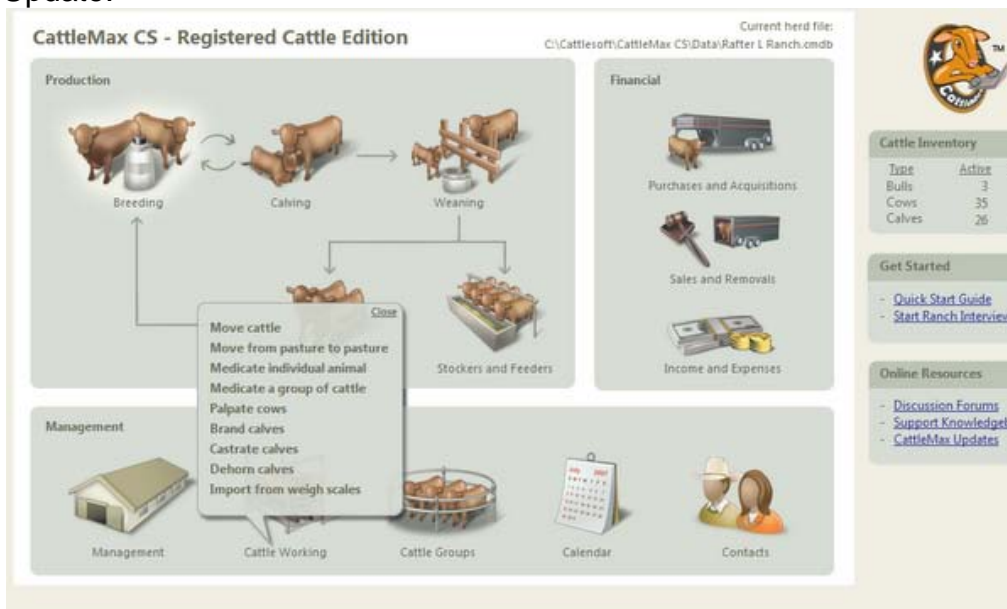 CattleMax CS - Registered Cattle Edition
Current herd file:
C:\Cattlesoft\CattleMax CS\Data\Rafter L Ranch.cmdb
Production
Breeding
Calving
Weaning
Stockers and Feeders
Close
Move cattle
Move from pasture to pasture
Medicate individual animal
Medicate a group of cattle
Palpate cows
Brand calves
Castrate calves
Dehorn calves
Import from weigh scales
Financial
Purchases and Acquisitions
Sales and Removals
Income and Expenses
Management
Management
Cattle Working
Cattle Groups
Calendar
Contacts
TM
Cattle Inventory
Type Active
Bulls 3
Cows 35
Calves 26
Get Started
- Quick Start Guide
- Start Ranch Interview
Online Resources
- Discussion Forums
- Support Knowledge
- CattleMax Updates